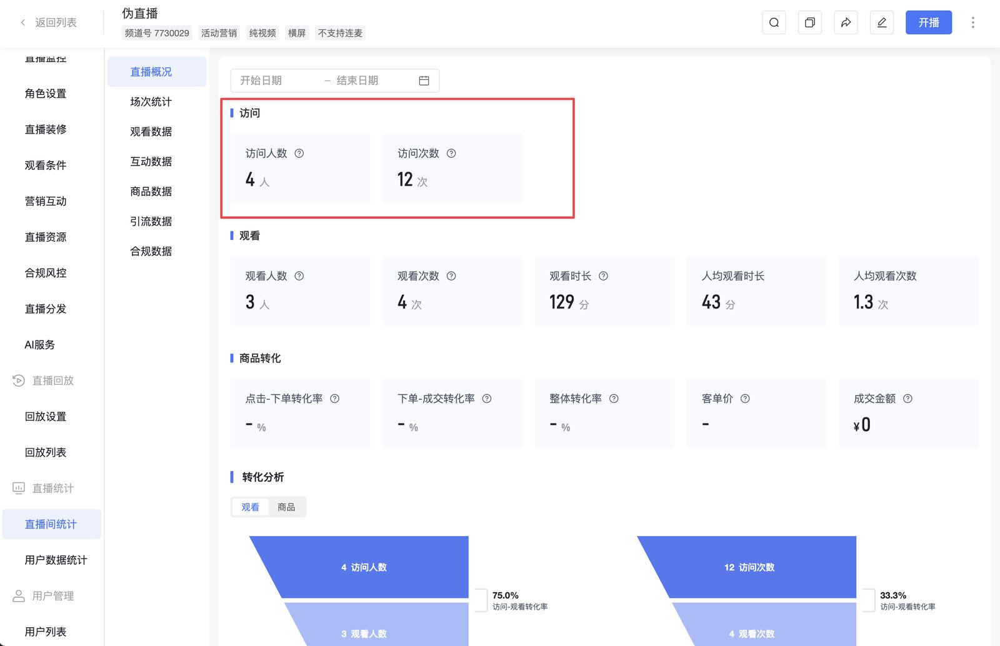 返回列表
伪直播
频道号 7730029
活动营销
纯视频
横屏
不支持连麦
开播
直播监控
角色设置
直播装修
观看条件
营销互动
直播资源
合规风控
直播分发
AI服务
直播回放
回放设置
回放列表
直播统计
直播间统计
用户数据统计
用户管理
用户列表
直播概况
场次统计
观看数据
互动数据
商品数据
引流数据
合规数据
开始日期 – 结束日期
访问
访问人数
4 人
访问次数
12 次
观看
观看人数
3 人
观看次数
4 次
观看时长
129 分
人均观看时长
43 分
人均观看次数
1.3 次
商品转化
点击-下单转化率
- %
下单-成交转化率
- %
整体转化率
- %
客单价
-
成交金额
¥0
转化分析
观看 商品
4 访问人数
75.0%
访问-观看转化率
3 观看人数
12 访问次数
33.3%
访问-观看转化率
4 观看次数